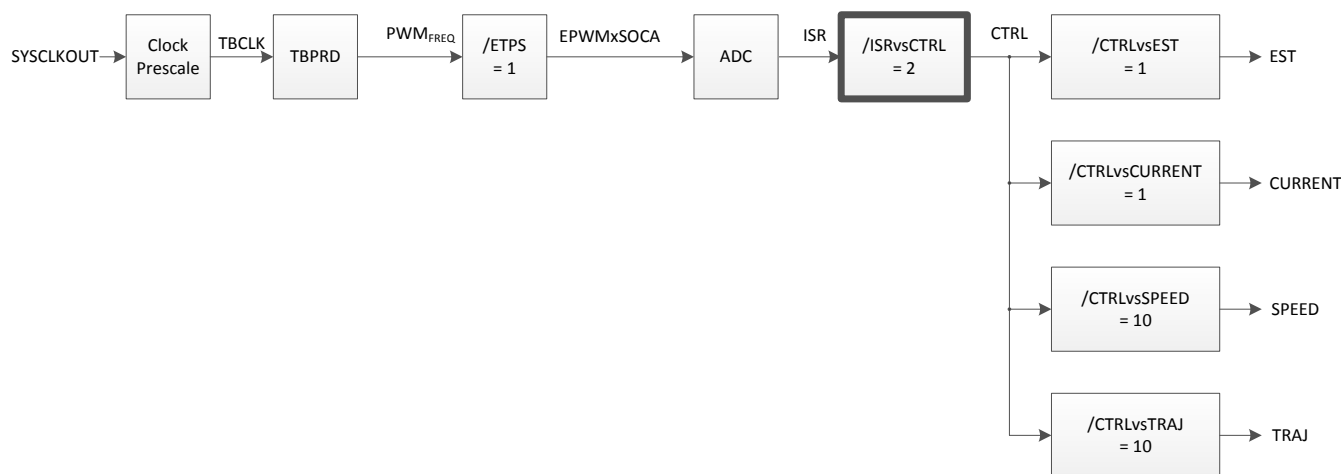 SYSCLKOUT
Clock
Prescale
TBCLK
TBPRD
PWMFREQ
/ETPS
= 1
EPWMxSOCA
ADC
ISR
/ISRvsCTRL
= 2
CTRL
/CTRLvsEST
= 1
EST
/CTRLvsCURRENT
= 1
CURRENT
/CTRLvsSPEED
= 10
SPEED
/CTRLvsTRAJ
= 10
TRAJ